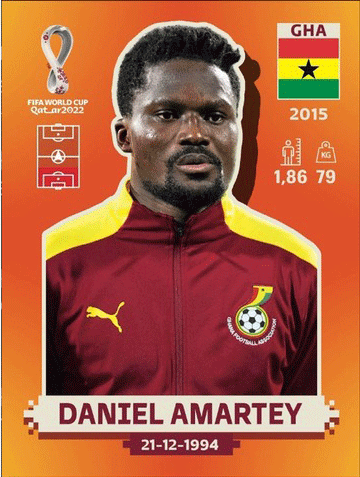 GHA
FIFA WORLD CUP
Qatar2022
2015
KG
1,86 79
GHANA FOOTBALL ASSOCIATION
DANIEL AMARTEY
21-12-1994